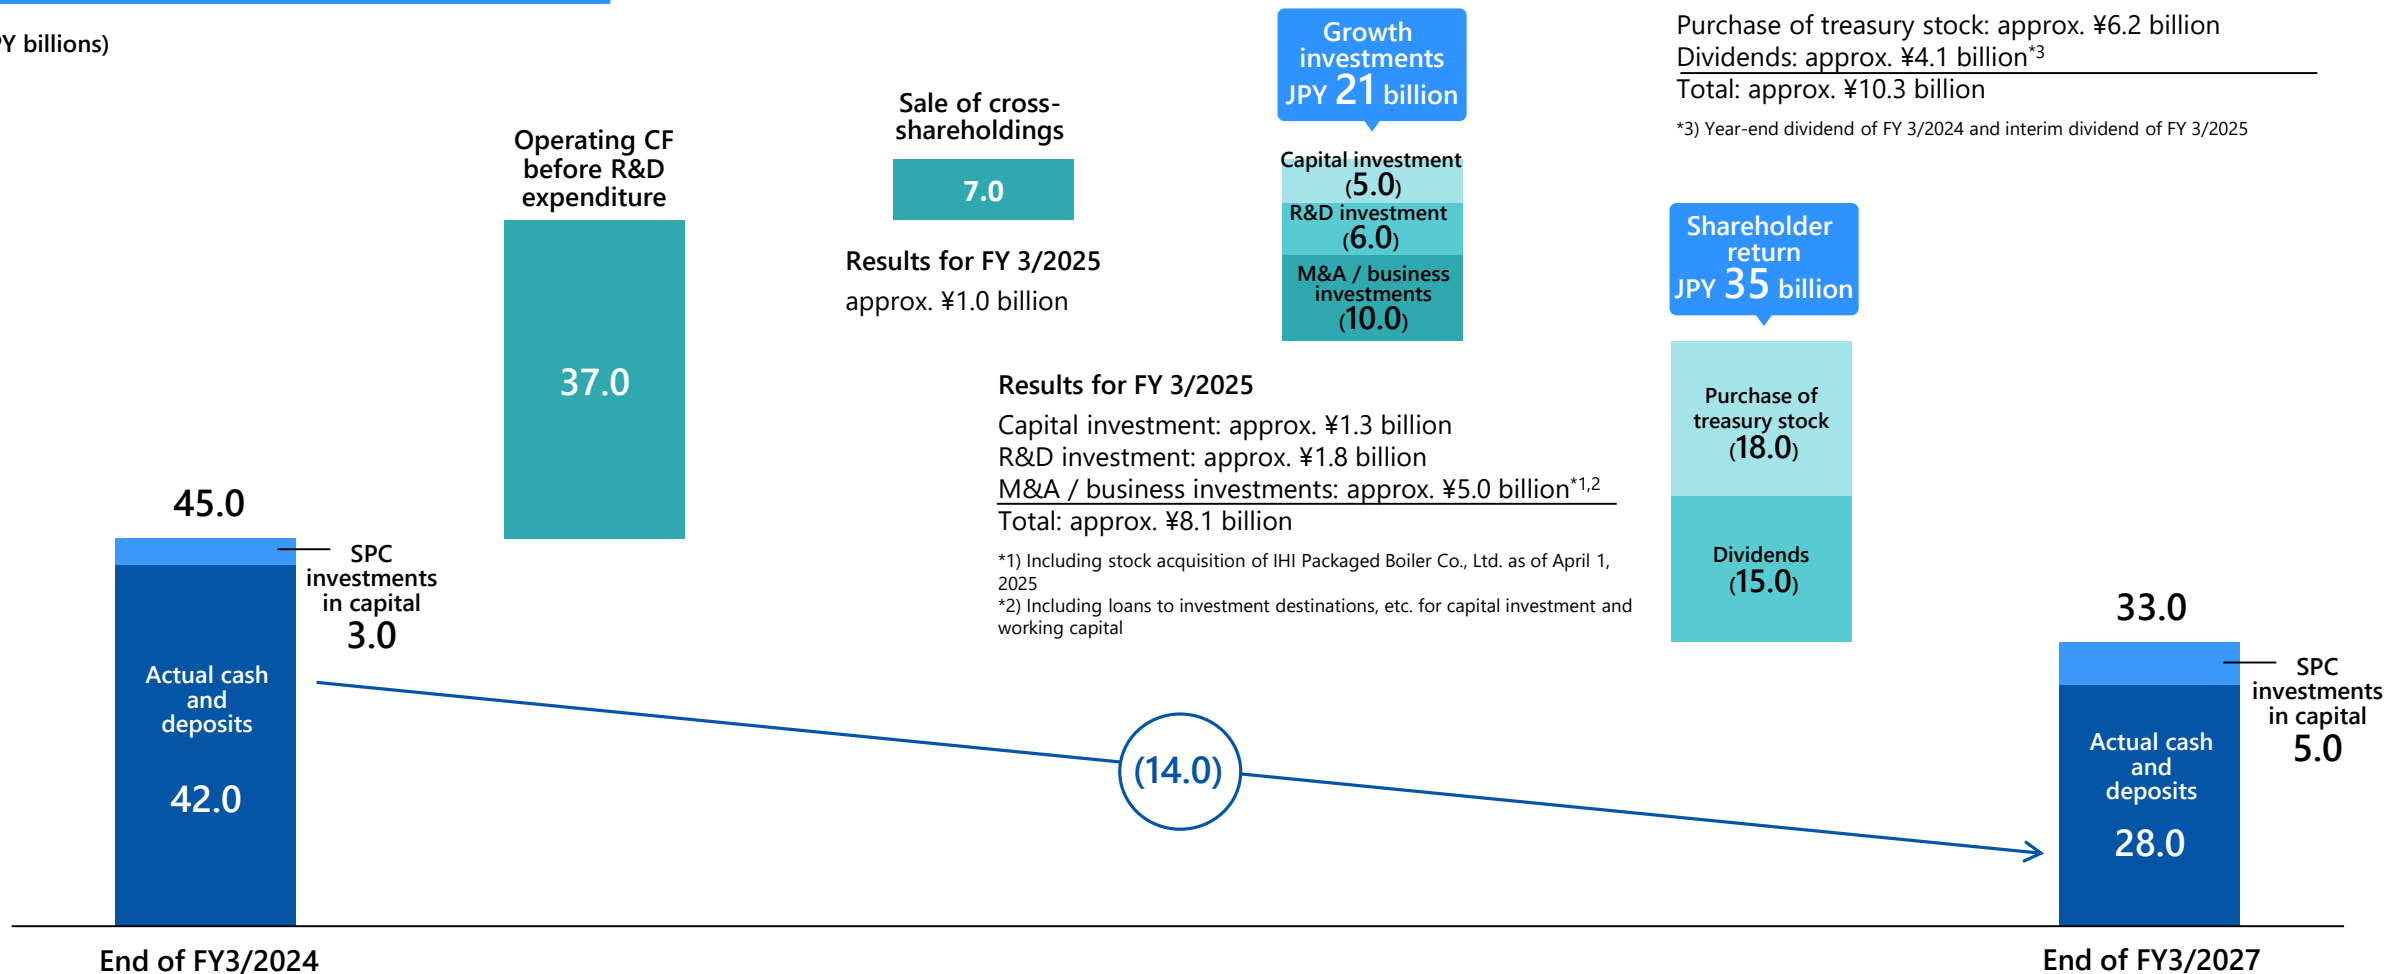 Y billions)
45.0
SPC
investments
in capital
3.0
Actual cash
and
deposits
42.0
End of FY3/2024
Operating CF
before R&D
expenditure
37.0
Sale of cross-
shareholdings
7.0
Results for FY 3/2025
approx. ¥1.0 billion
Growth
investments
JPY 21 billion
Capital investment
(5.0)
R&D investment
(6.0)
M&A / business
investments
(10.0)
Results for FY 3/2025
Capital investment: approx. ¥1.3 billion
R&D investment: approx. ¥1.8 billion
M&A / business investments: approx. ¥5.0 billion*1,2
Total: approx. ¥8.1 billion
*1) Including stock acquisition of IHI Packaged Boiler Co., Ltd. as of April 1,
2025
*2) Including loans to investment destinations, etc. for capital investment and
working capital
Purchase of treasury stock: approx. ¥6.2 billion
Dividends: approx. ¥4.1 billion*3
Total: approx. ¥10.3 billion
*3) Year-end dividend of FY 3/2024 and interim dividend of FY 3/2025
Shareholder
return
JPY 35 billion
Purchase of
treasury stock
(18.0)
Dividends
(15.0)
(14.0)
33.0
SPC
investments
in capital
5.0
Actual cash
and
deposits
28.0
End of FY3/2027